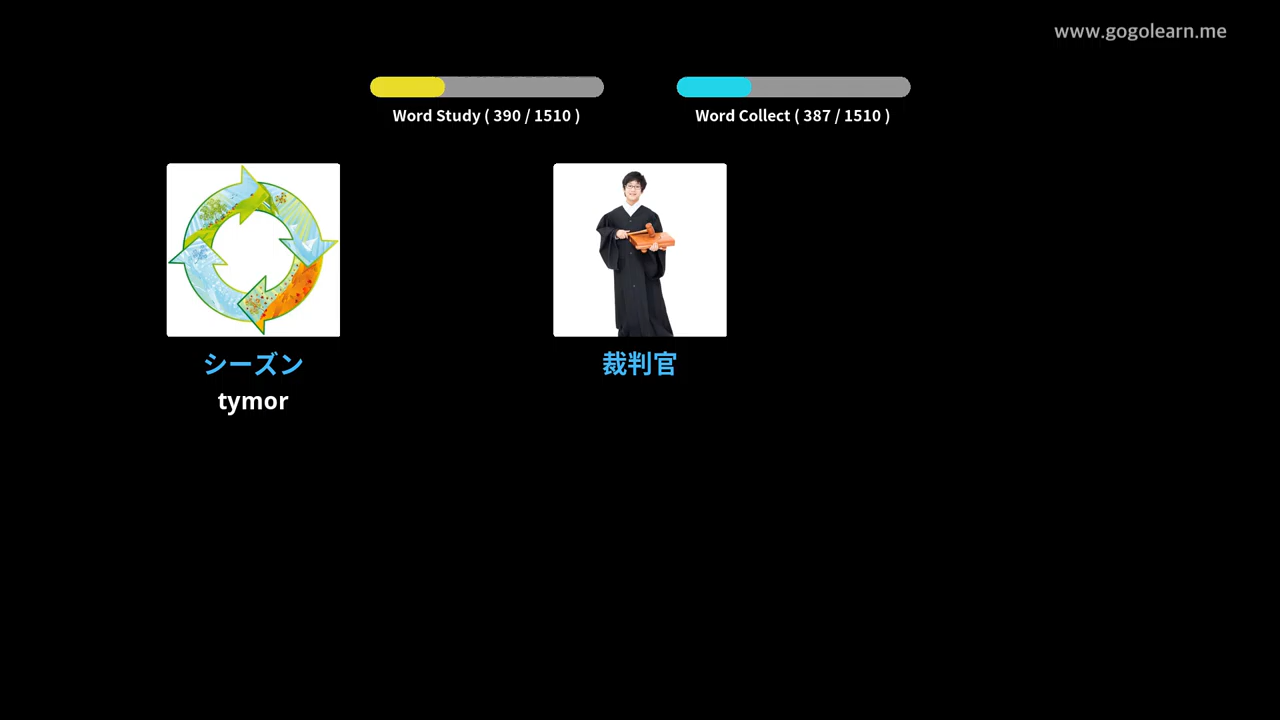 www.gogolearn.me
Word Study ( 390 / 1510 )
Word Collect ( 387 / 1510 )
シーズン
tymor
裁判官